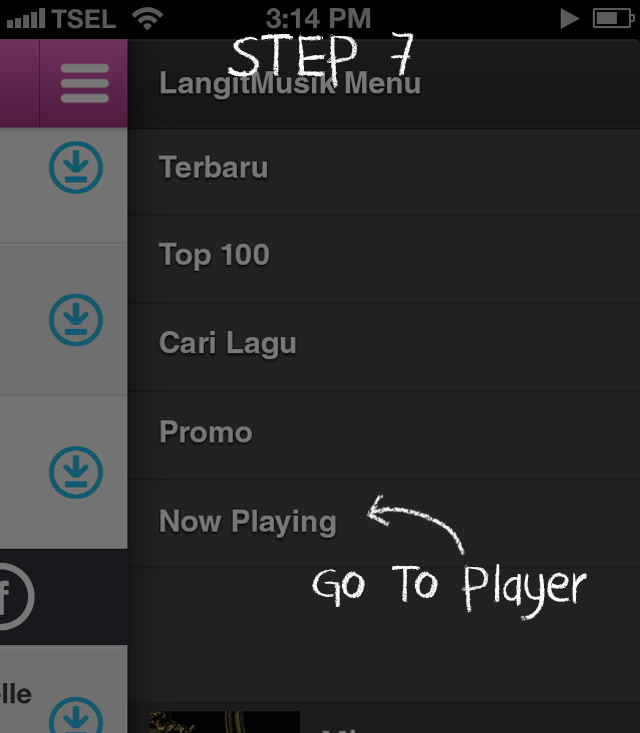 TSEL 3:14 PM
STEP 7
LangitMusik Menu
Terbaru
Top 100
Cari Lagu
Promo
Now Playing
Go To Player
f
elle